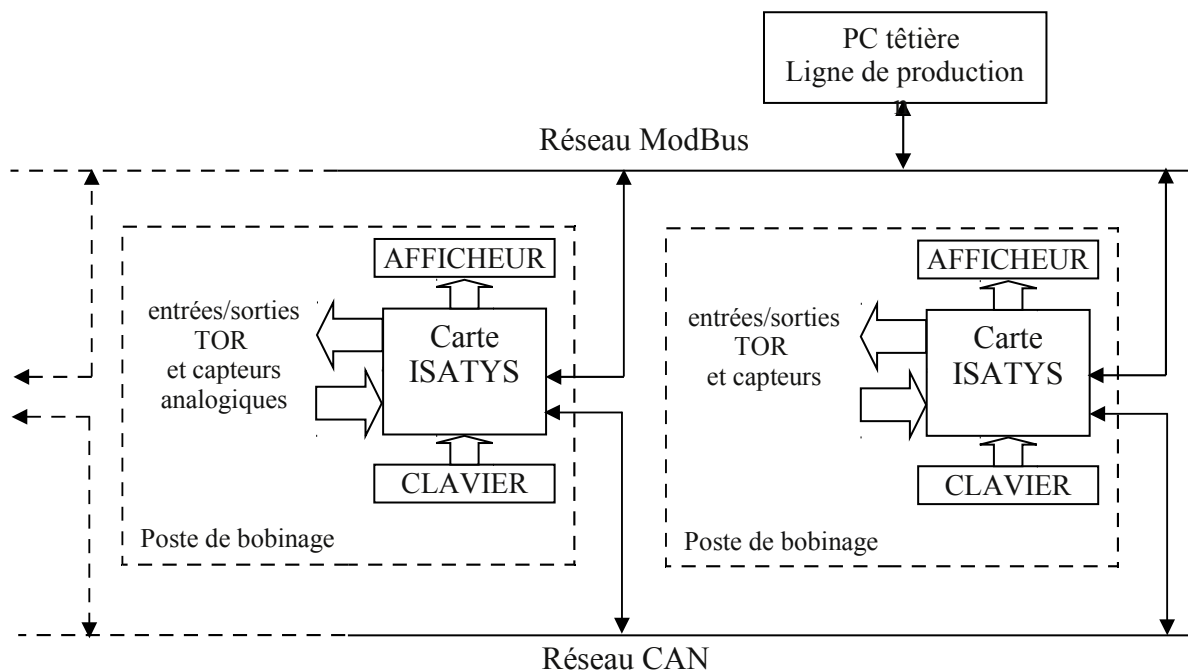 PC têtière
Ligne de production
Réseau ModBus
AFFICHEUR
entrées/sorties
TOR
et capteurs
analogiques
Carte
ISATYS
CLAVIER
Poste de bobinage
AFFICHEUR
entrées/sorties
TOR
et capteurs
Carte
ISATYS
CLAVIER
Poste de bobinage
Réseau CAN